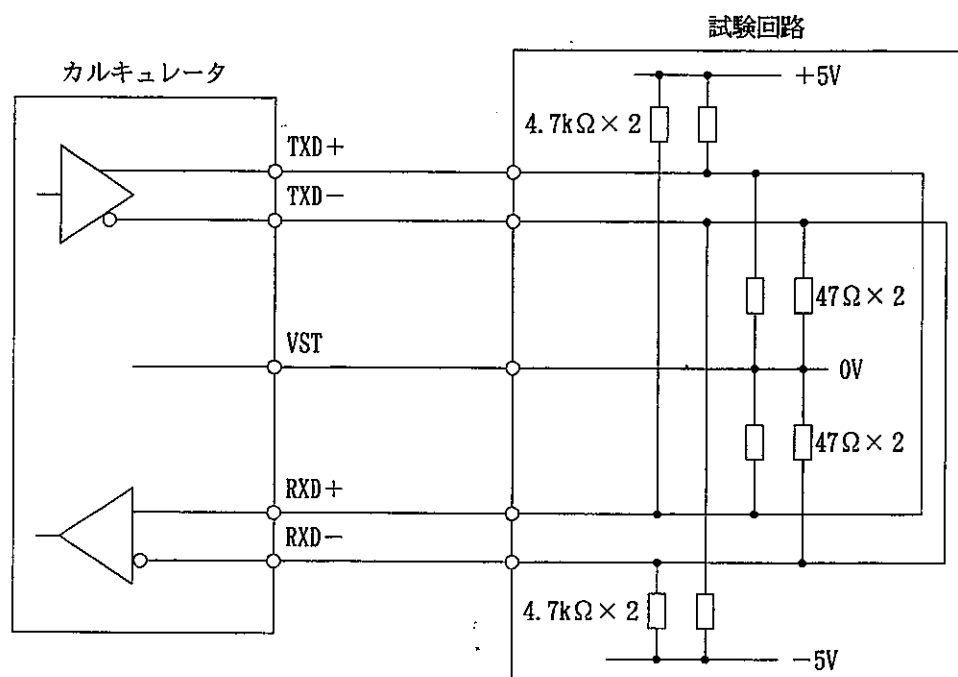 試験回路
カルキュレータ
+5V
4.7kΩ×2
TXD+
TXD-
47Ω×2
VST
0V
47Ω×2
RXD+
RXD-
4.7kΩ×2
-5V